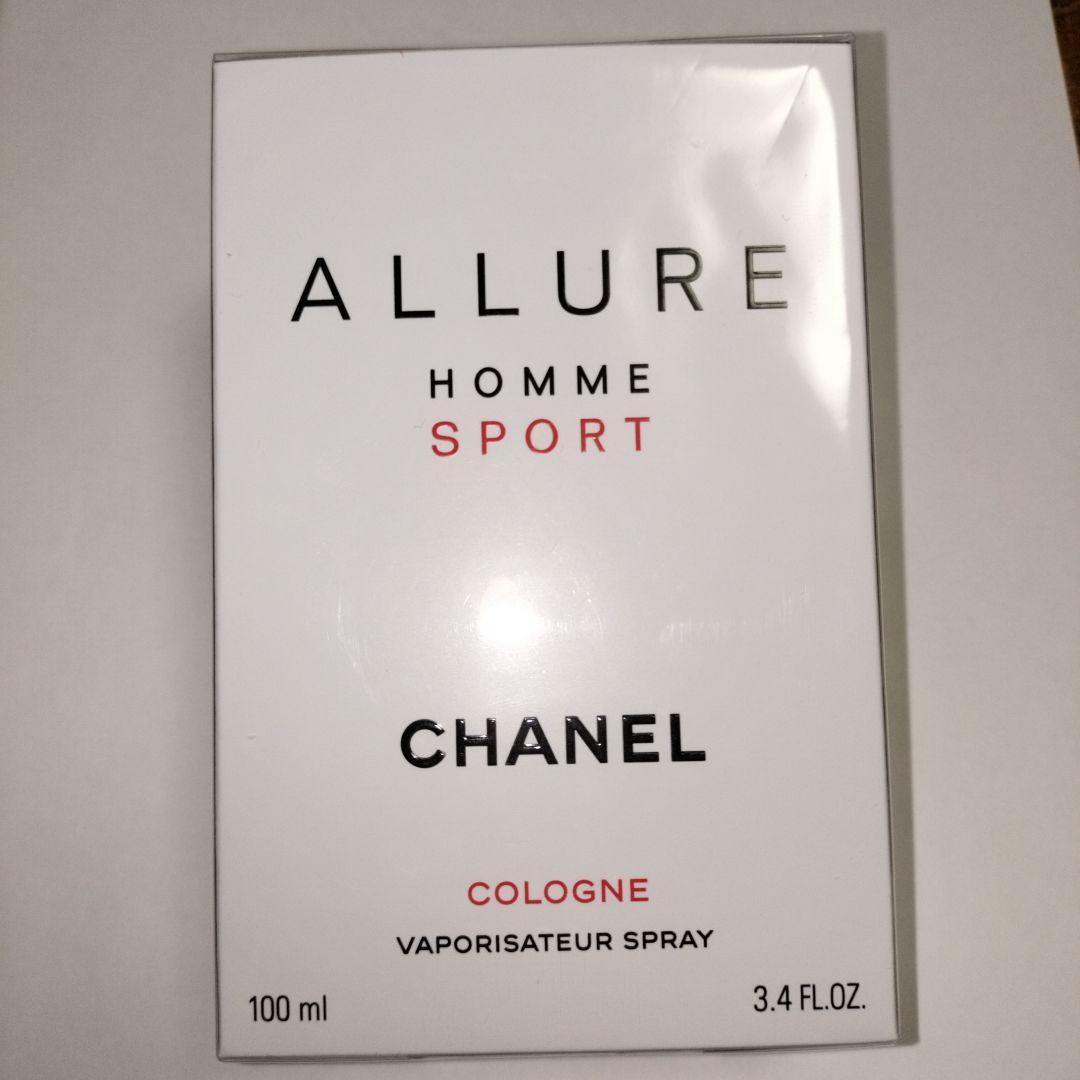 ALLURE
HOMME
SPORT
CHANEL
COLOGNE
VAPORISATEUR SPRAY
100 ml
3.4 FL.OZ.